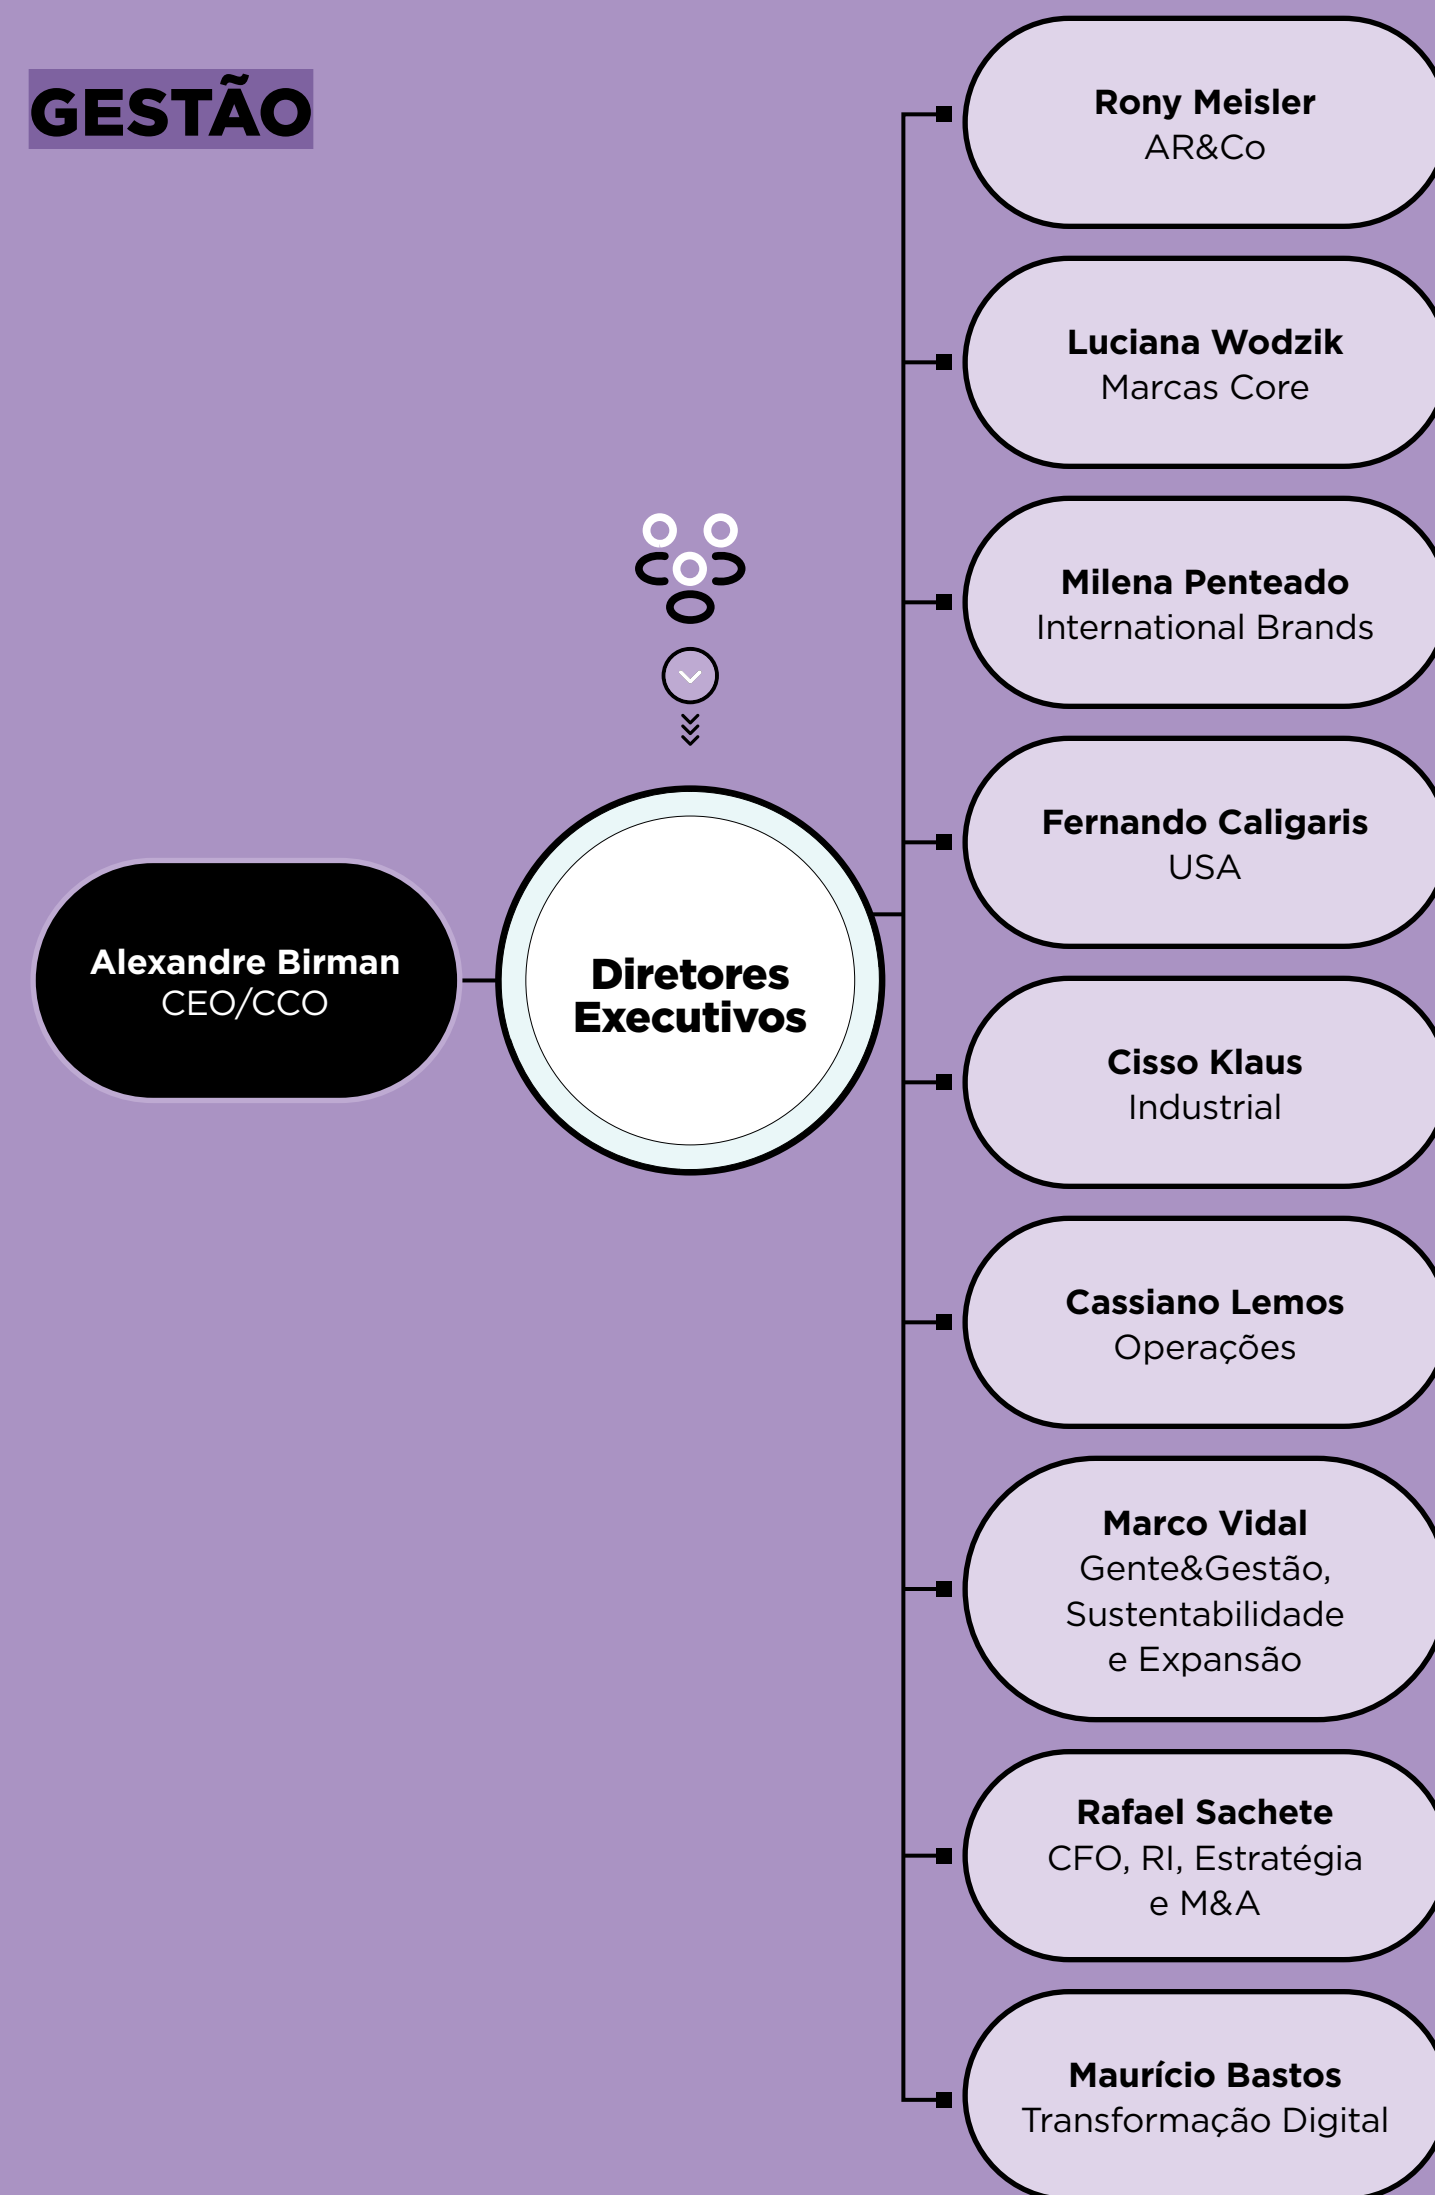 GESTÃO
Alexandre Birman
CEO/CCO
Diretores
Executivos
Rony Meisler
AR&Co
Luciana Wodzik
Marcas Core
Milena Penteado
International Brands
Fernando Caligaris
USA
Cisso Klaus
Industrial
Cassiano Lemos
Operações
Marco Vidal
Gente&Gestão,
Sustentabilidade
e Expansão
Rafael Sachete
CFO, RI, Estratégia
e M&A
Maurício Bastos
Transformação Digital